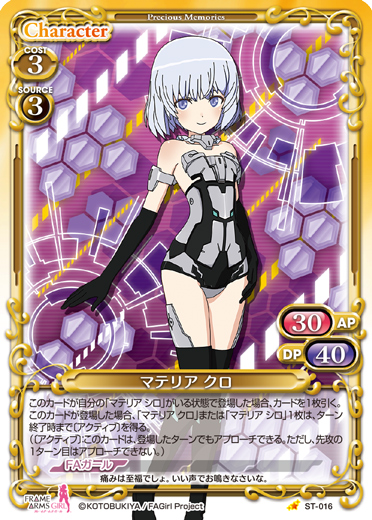 Precious Memories
Character
COST
3
SOURCE
3
30 AP
DP 40
マテリア クロ
このカードが自分の「マテリア シロ」がいる状態で登場した場合、カードを1枚引く。
このカードが登場した場合、「マテリア クロ」または「マテリア シロ」1枚は、ターン
終了時まで【アクティブ】を得る。
(【アクティブ】このカードは、登場したターンでもアプローチできる。ただし、先攻の
1ターン目はアプローチできない。)
FAガール
痛みは至福でしょ。いい声でお鳴きなさいな。
FRAME ARMS GIRL
©KOTOBUKIYA / FAGirl Project
ST-016